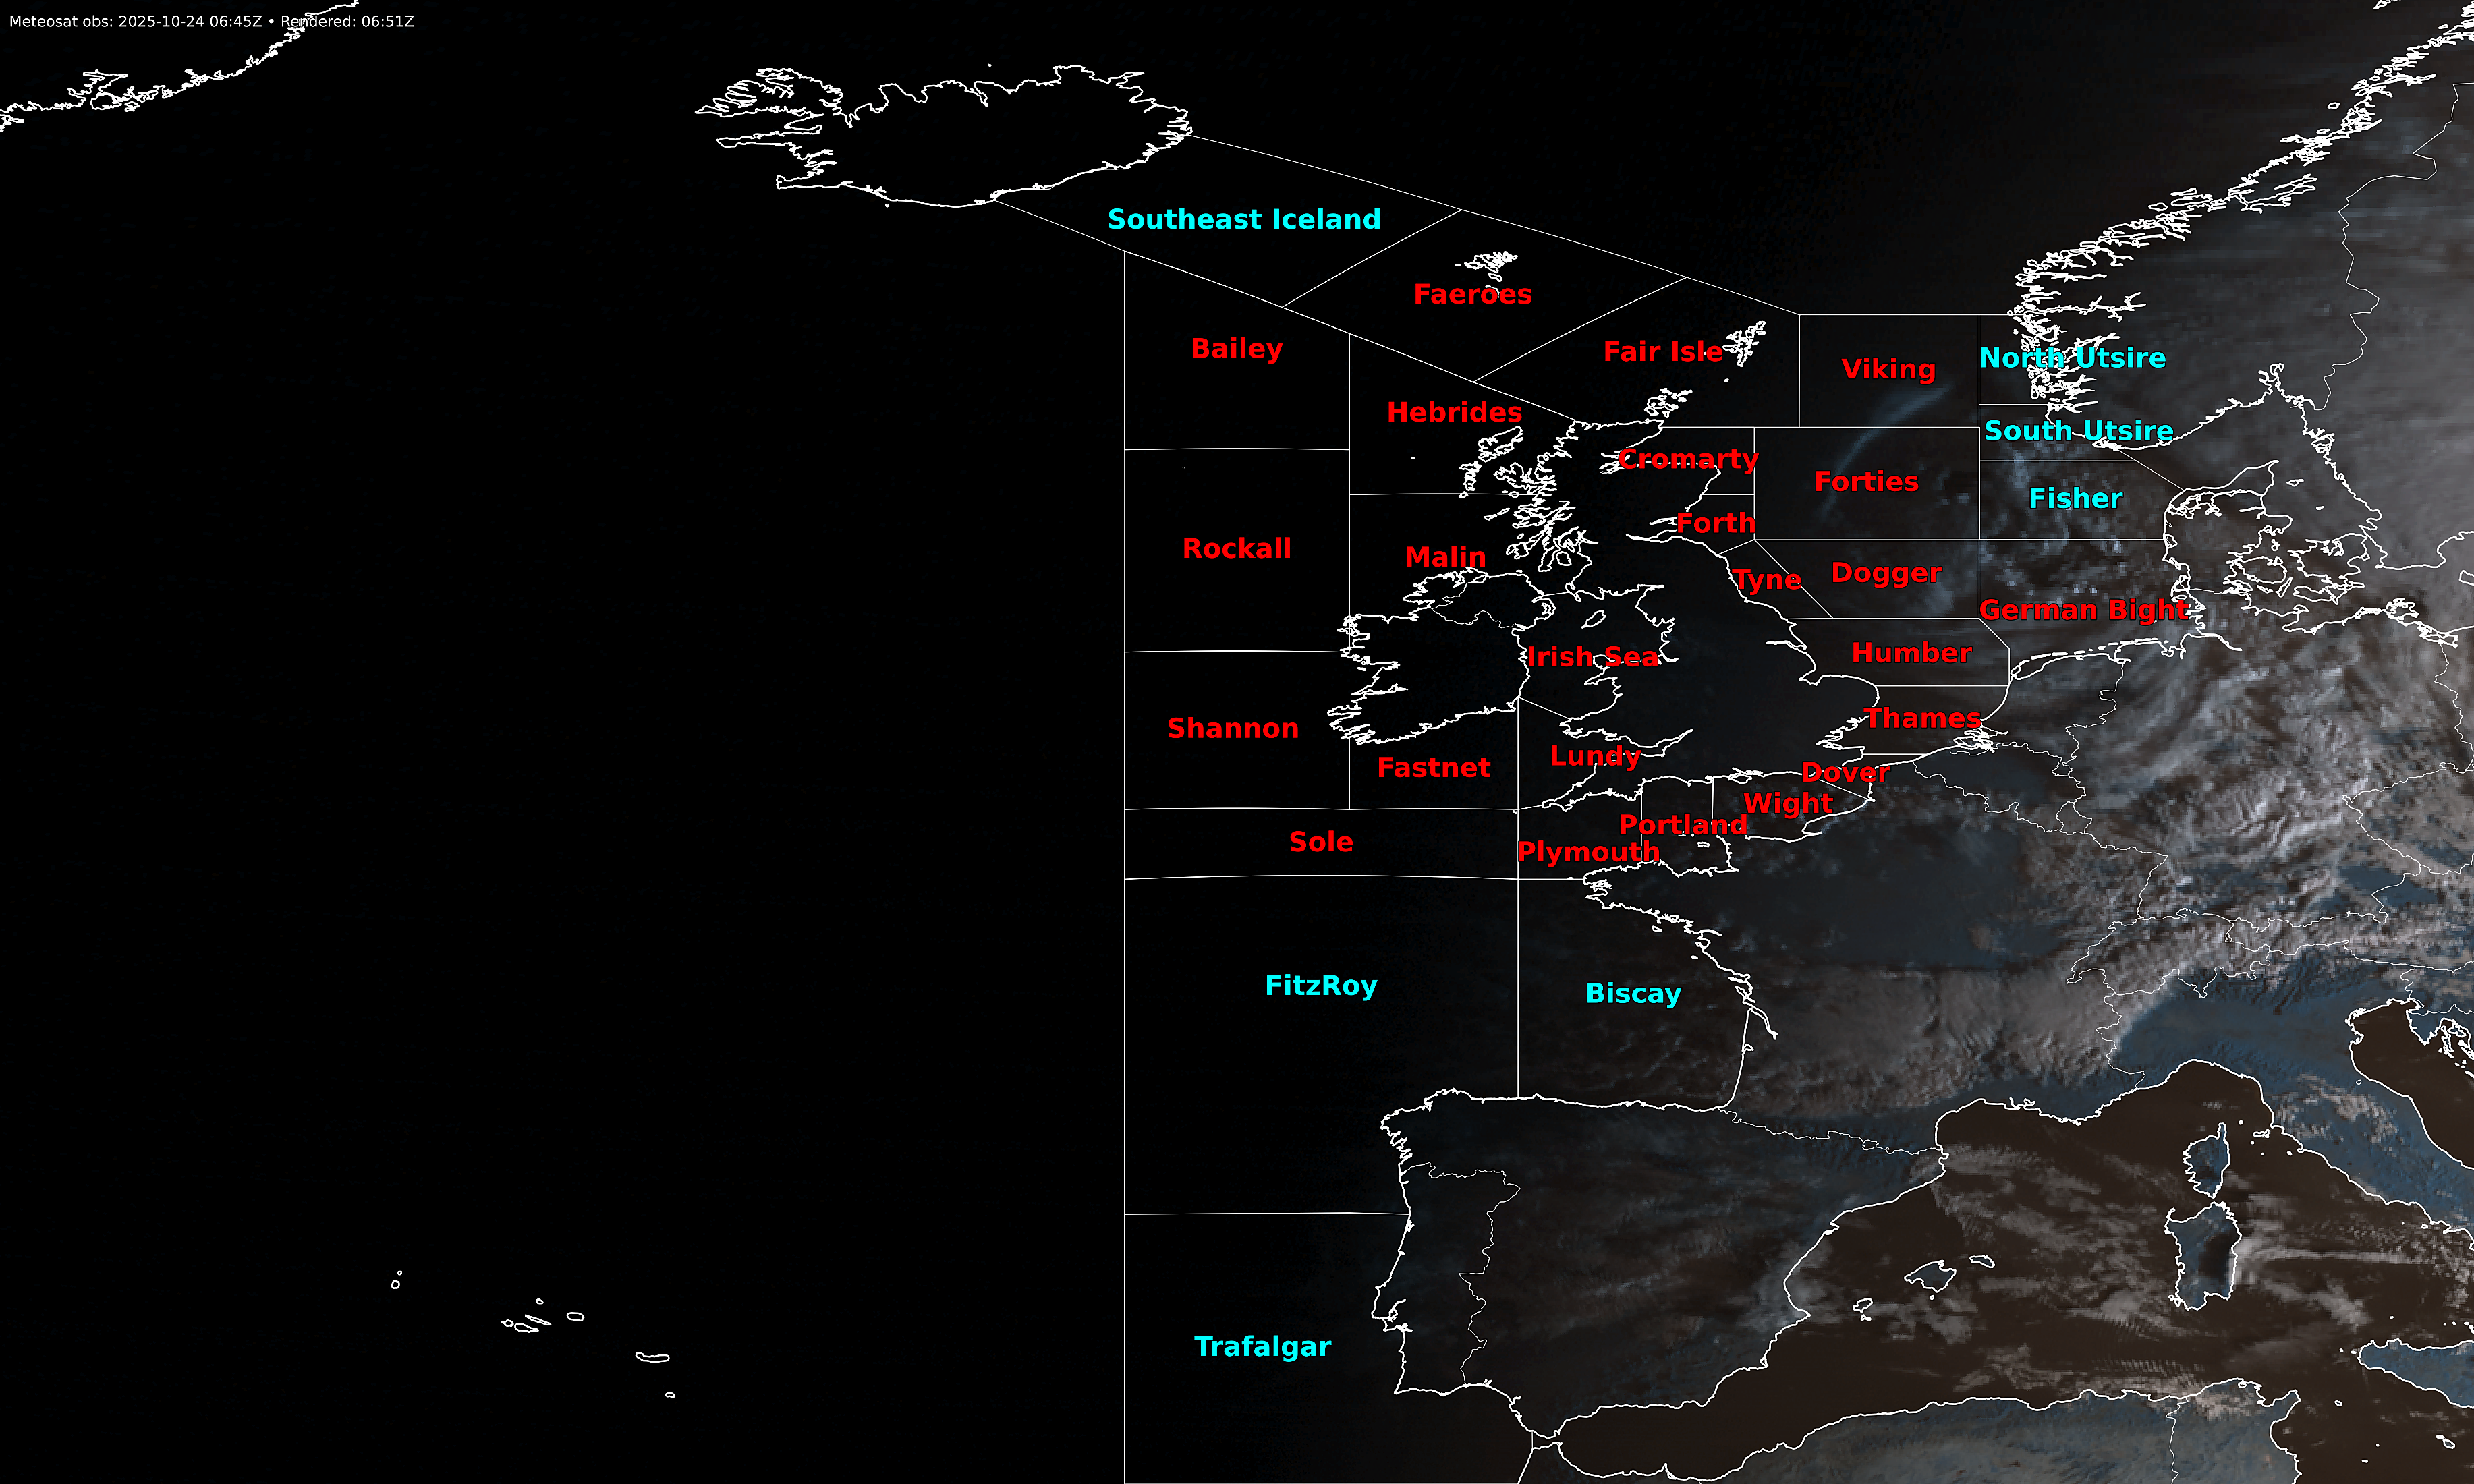 Meteosat obs: 2025-10-24 06:45Z • Rendered: 06:51Z
Southeast Iceland
Faeroes
Bailey
Fair Isle
Viking
North Utsire
Hebrides
South Utsire
Cromarty
Forties
Fisher
Forth
Rockall
Malin
Tyne
Dogger
German Bight
Irish Sea
Humber
Thames
Shannon
Fastnet
Lundy
Dover
Wight
Portland
Sole
Plymouth
FitzRoy
Biscay
Trafalgar